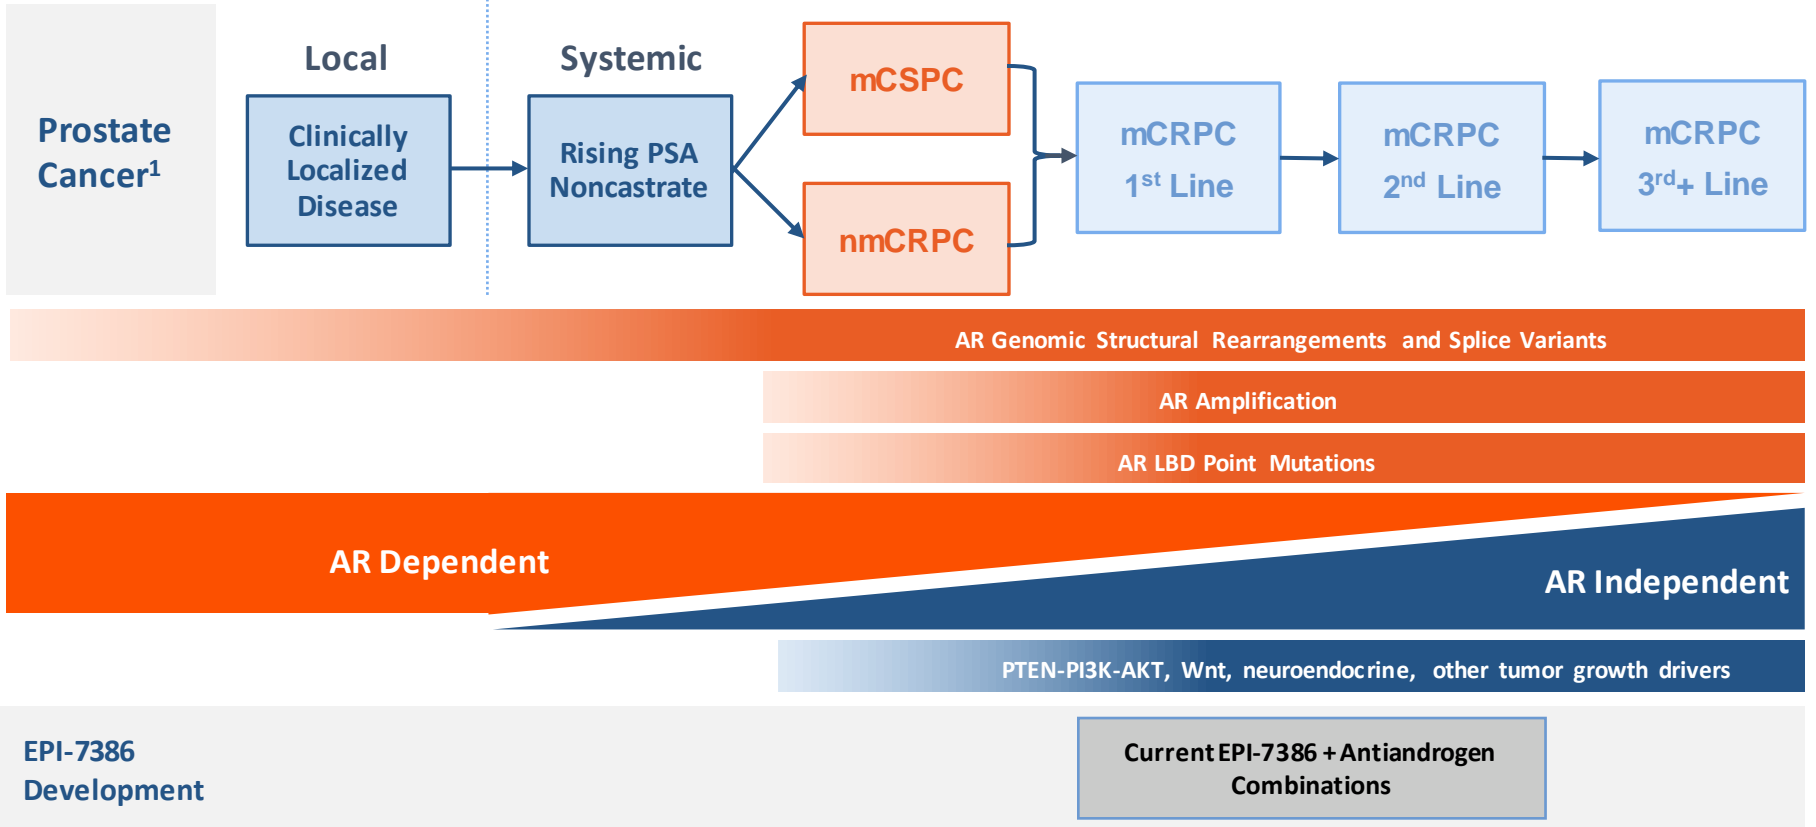 Prostate
Cancer¹
Local
Clinically
Localized
Disease
Systemic
Rising PSA
Noncastrate
mCSPC
nmCRPC
mCRPC
1st Line
mCRPC
2nd Line
mCRPC
3rd+ Line
AR Genomic Structural Rearrangements and Splice Variants
AR Amplification
AR LBD Point Mutations
AR Dependent
AR Independent
PTEN-PI3K-AKT, Wnt, neuroendocrine, other tumor growth drivers
EPI-7386
Development
Current EPI-7386 + Antiandrogen
Combinations